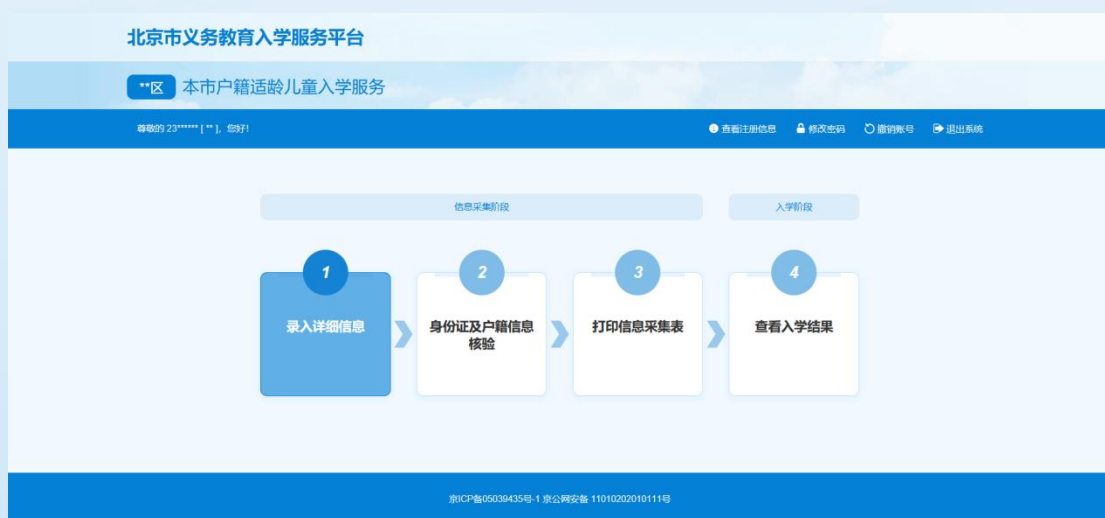 北京市义务教育入学服务平台
**区 本市户籍适龄儿童入学服务
尊敬的 23****** [ ** ]，您好! 查看注册信息 修改密码 撤销账号 退出系统
信息采集阶段 入学阶段
1 2 3 4
录入详细信息 身份证及户籍信息 打印信息采集表 查看入学结果
核验
京ICP备05039435号-1 京公网安备 11010202010111号